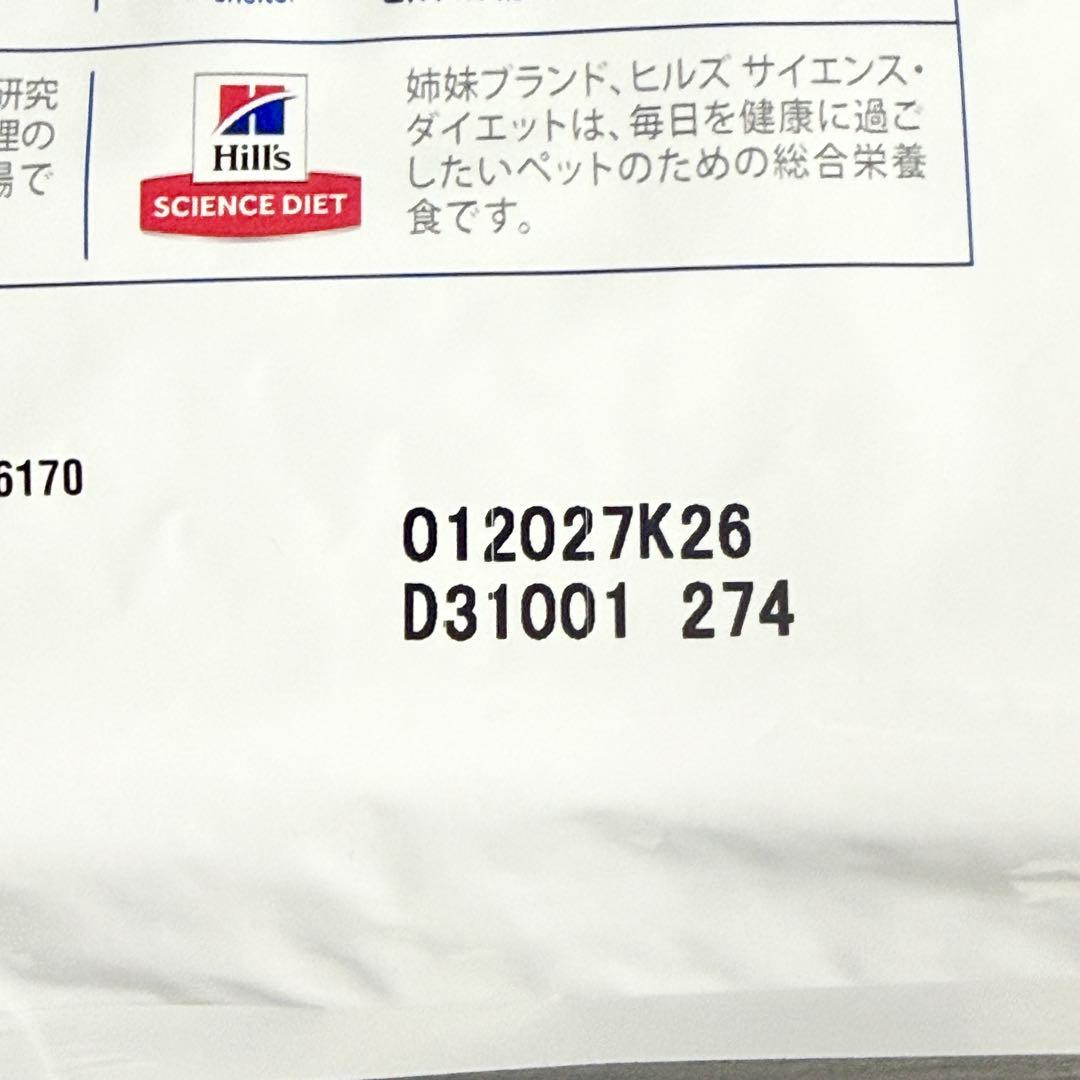 研究
理の
場で
Hill's
SCIENCE DIET
姉妹ブランド、ヒルズ サイエンス・
ダイエットは、毎日を健康に過ご
したいペットのための総合栄養
食です。
6170
012027K26
D31001 274